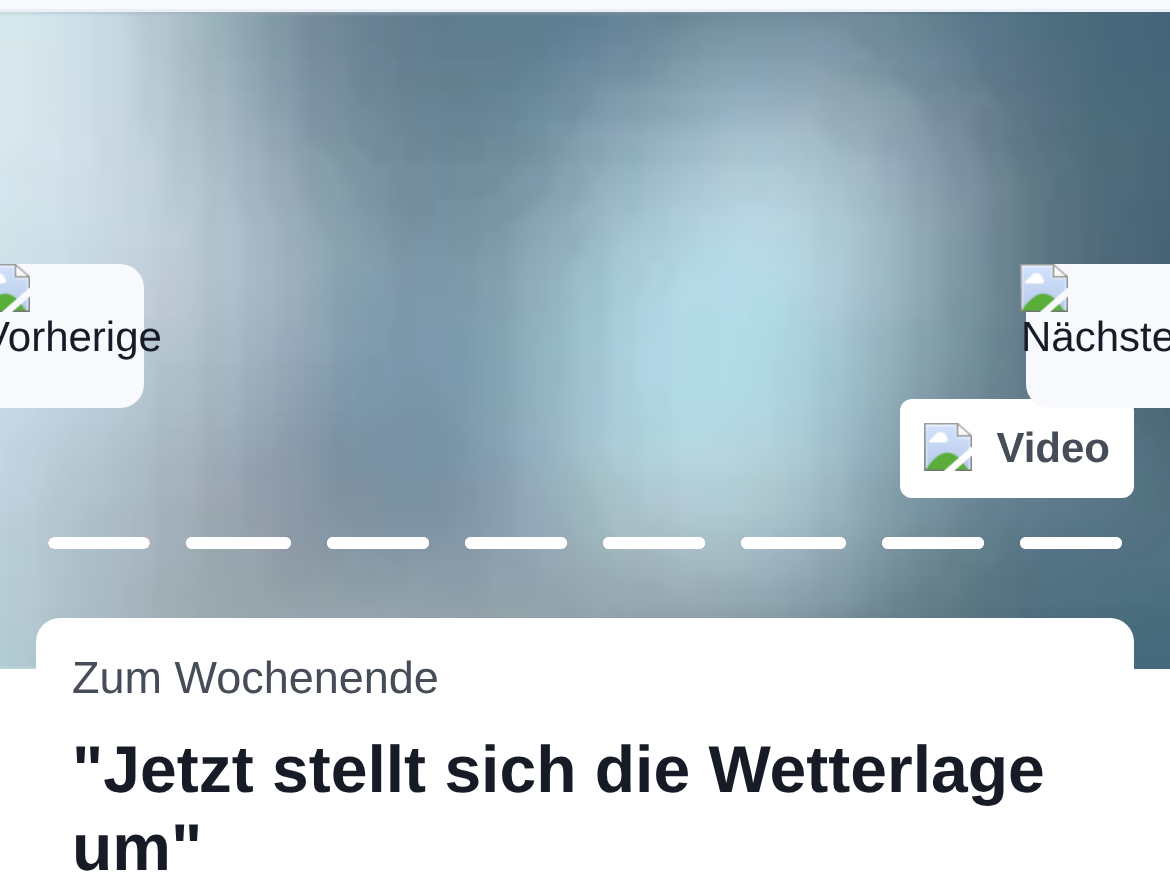 Vorherige
Nächste
Video
Zum Wochenende
"Jetzt stellt sich die Wetterlage
um"